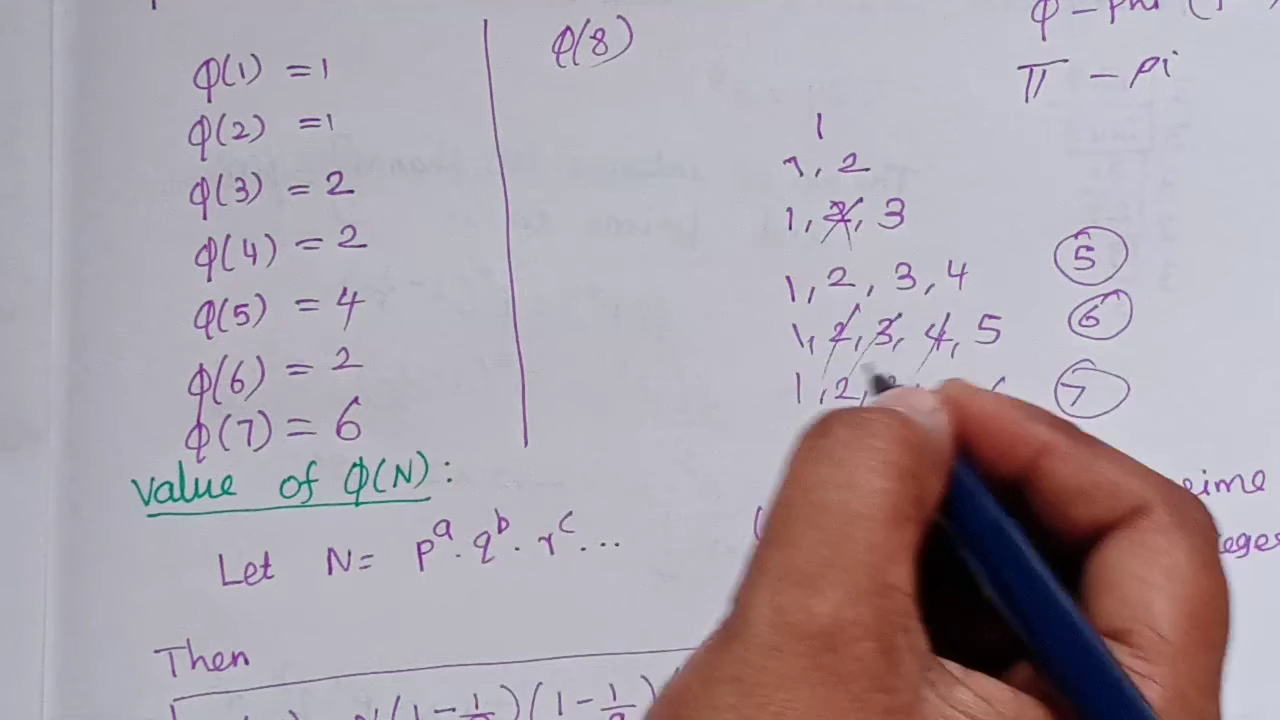 φ(1) = 1
φ(2) = 1
φ(3) = 2
φ(4) = 2
φ(5) = 4
φ(6) = 2
φ(7) = 6
φ(8)
φ - phi
π - pi
1
1, 2
1, 2, 3
1, 2, 3, 4
5
1, 2, 3, 4, 5
6
1, 2,
7
Value of φ(N):
Let N = p^a . q^b . r^c ...
Then